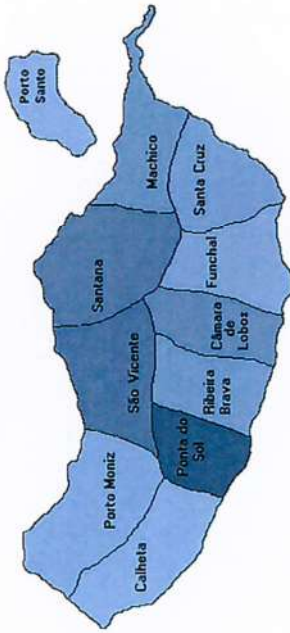 Porto
Santo
Machico
Santa Cruz
Santana
Funchal
Câmara
de
Loboz
São Vicente
Ribeira
Brava
Ponta do
Sol
Porto Moniz
Calheta